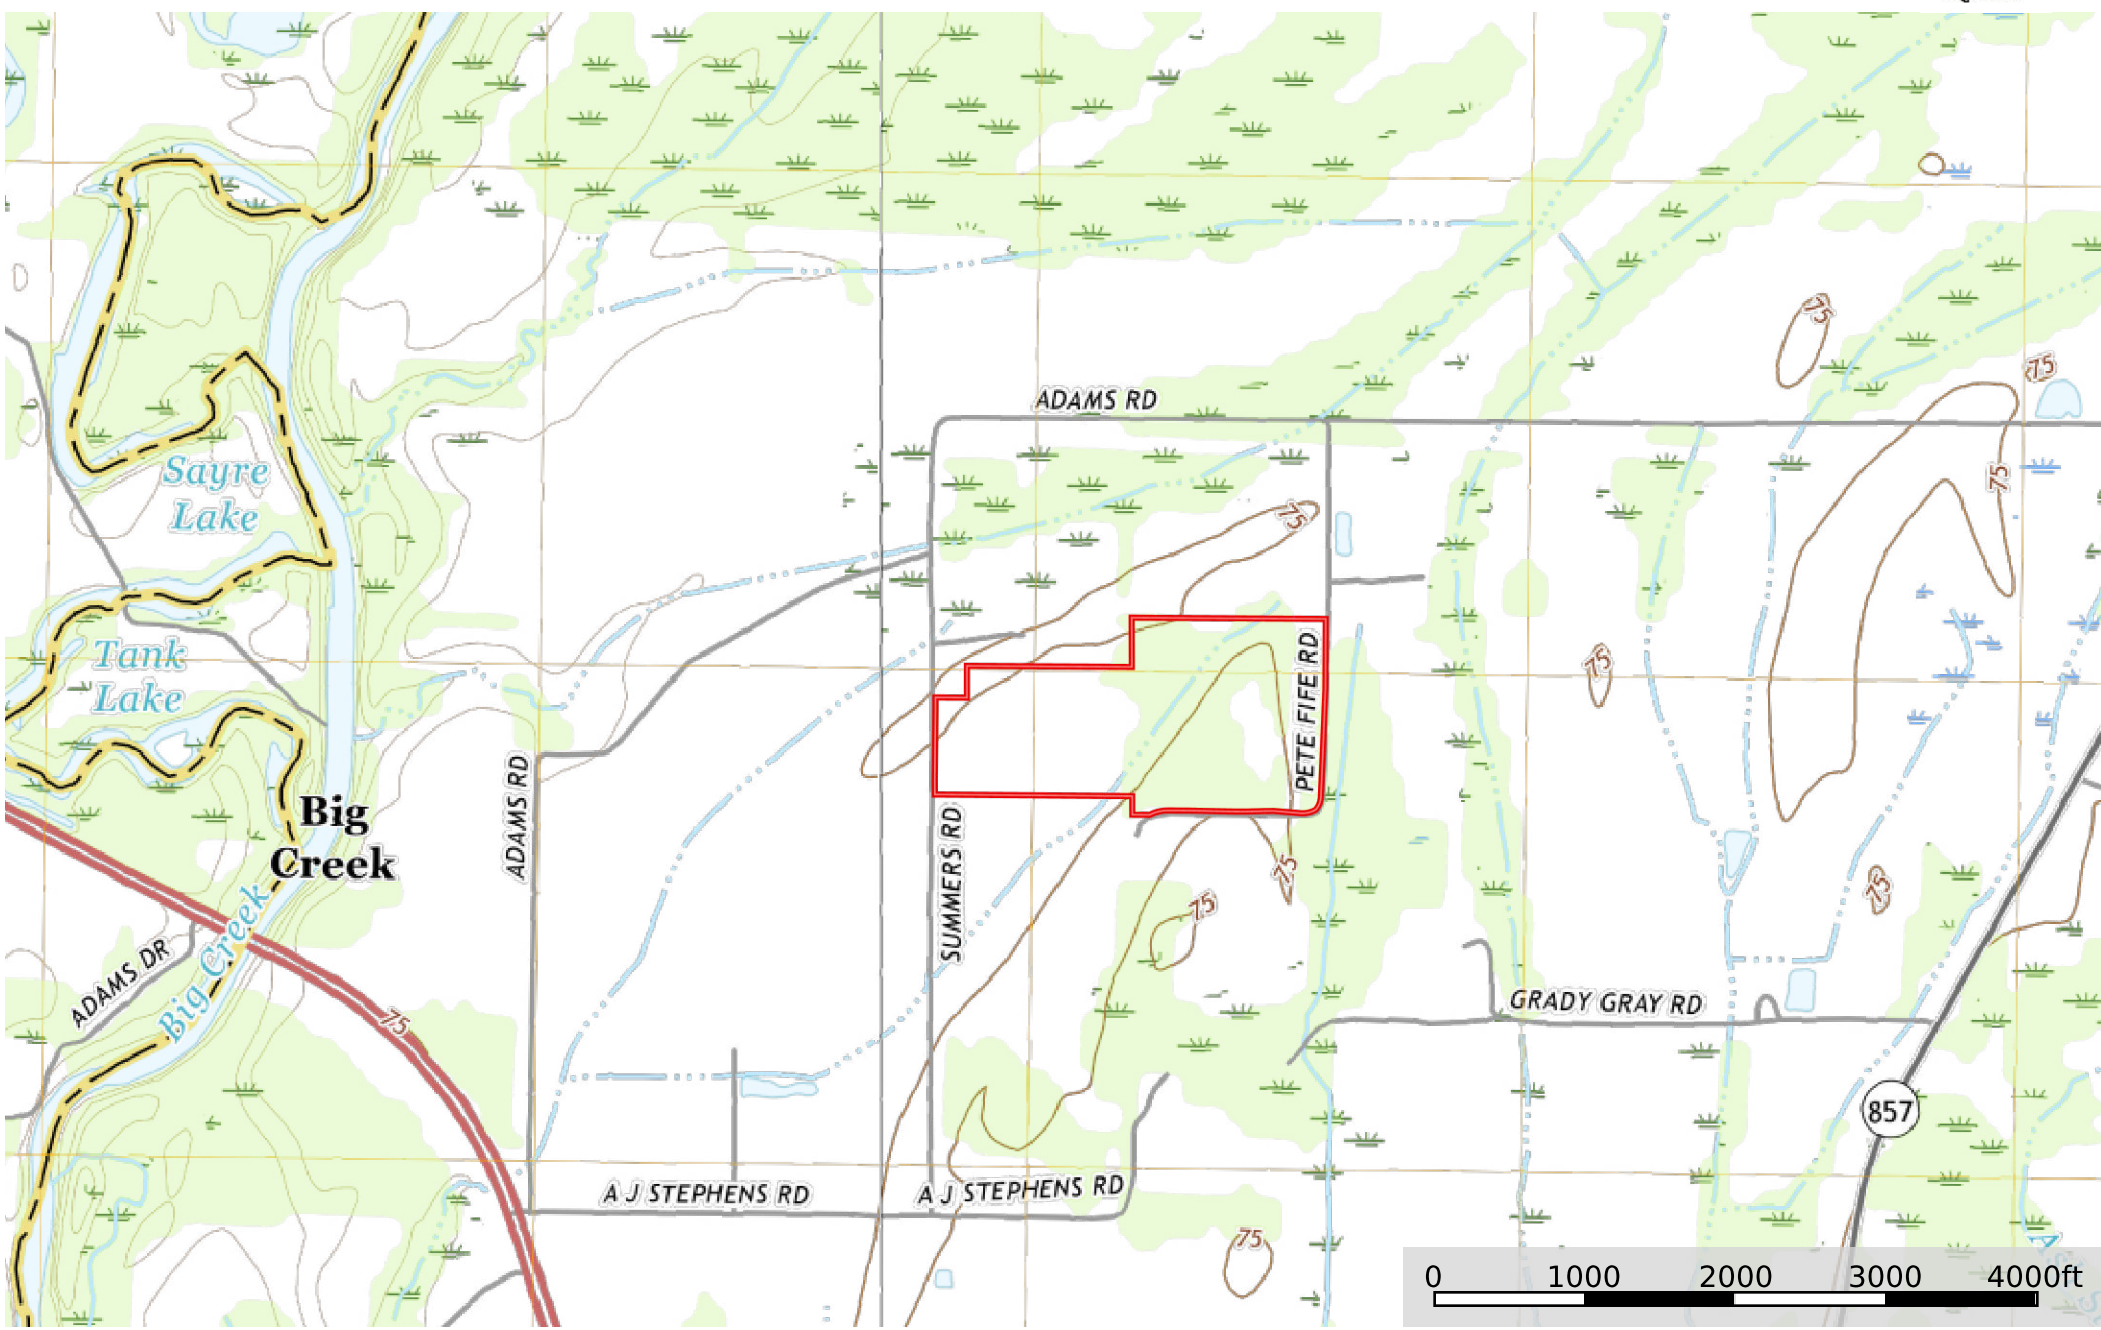 75
75
75
ADAMS RD
Sayre
Lake
75
Tank
Lake
PETE FIFE RD
75
ADAMS RD
Big
Creek
SUMMERS RD
75
75
75
Big Creek
ADAMS DR
75
GRADY GRAY RD
857
A J STEPHENS RD
A J STEPHENS RD
75
0 1000 2000 3000 4000ft